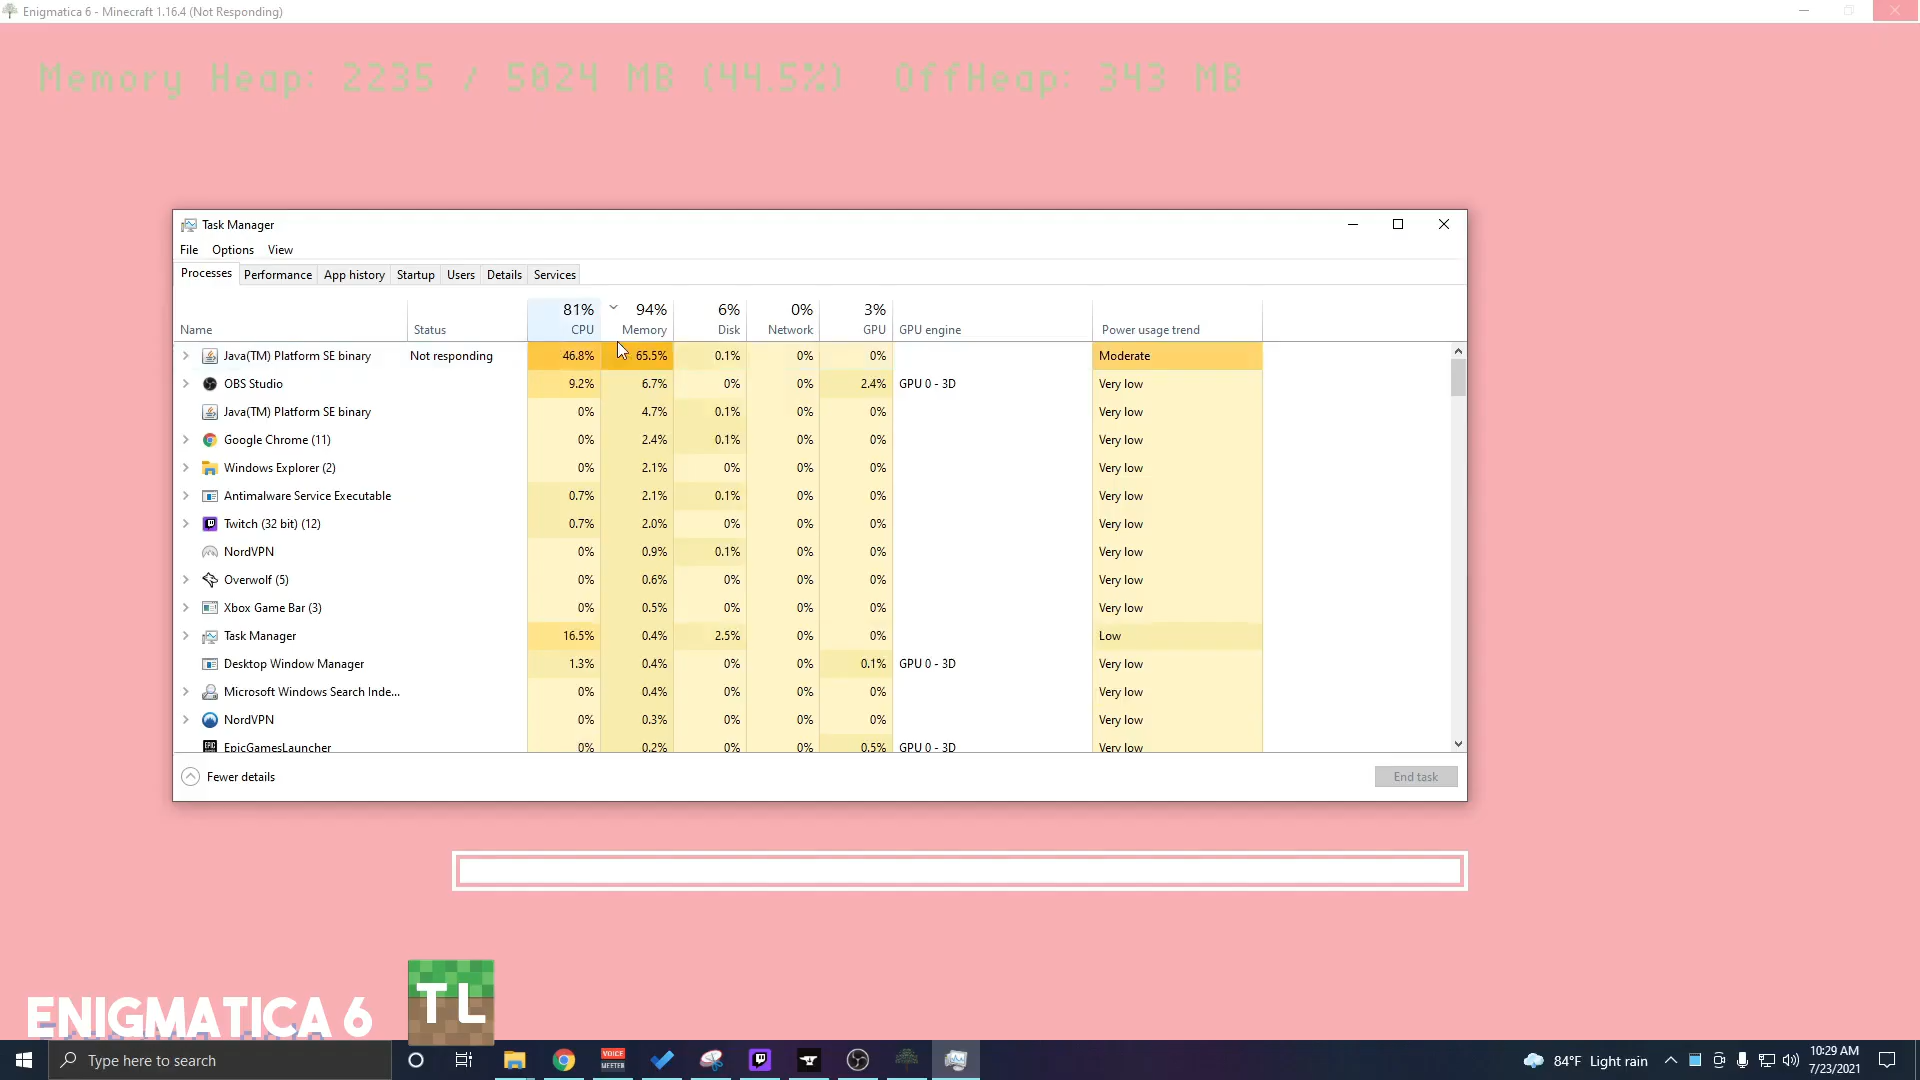 Enigmatica 6 - Minecraft 1.16.4 (Not Responding)
Memory Heap: 2235 / 5024 MB (44.5%) OffHeap: 343 MB
Task Manager
File Options View
Processes Performance App history Startup Users Details Services
81% 94% 6% 0% 3%
Name Status CPU Memory Disk Network GPU GPU engine Power usage trend
Java(TM) Platform SE binary Not responding 46.8% 65.5% 0.1% 0% 0% Moderate
OBS Studio 9.2% 6.7% 0% 0% 2.4% GPU 0 - 3D Very low
Java(TM) Platform SE binary 0% 4.7% 0.1% 0% 0% Very low
Google Chrome (11) 0% 2.4% 0.1% 0% 0% Very low
Windows Explorer (2) 0% 2.1% 0% 0% 0% Very low
Antimalware Service Executable 0.7% 2.1% 0.1% 0% 0% Very low
Twitch (32 bit) (12) 0.7% 2.0% 0% 0% 0% Very low
NordVPN 0% 0.9% 0.1% 0% 0% Very low
Overwolf (5) 0% 0.6% 0% 0% 0% Very low
Xbox Game Bar (3) 0% 0.5% 0% 0% 0% Very low
Task Manager 16.5% 0.4% 2.5% 0% 0% Low
Desktop Window Manager 1.3% 0.4% 0% 0% 0.1% GPU 0 - 3D Very low
Microsoft Windows Search Inde... 0% 0.4% 0% 0% 0% Very low
NordVPN 0% 0.3% 0% 0% 0% Very low
EpicGamesLauncher 0% 0.2% 0% 0% 0.5% GPU 0 - 3D Very low
Fewer details End task
TL
ENIGMATICA 6
Type here to search
VOICE
MEETER
84°F Light rain
10:29 AM
7/23/2021